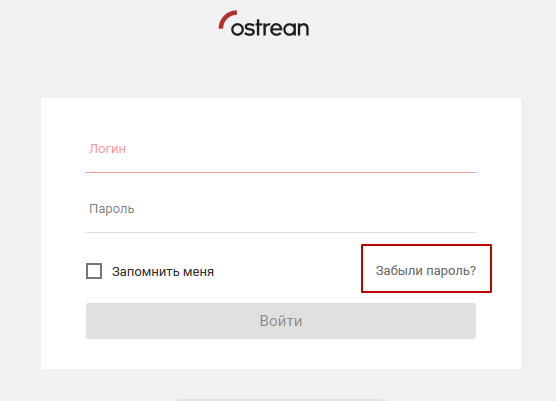 ostrean
Логин
Пароль
Запомнить меня
Забыли пароль?
Войти